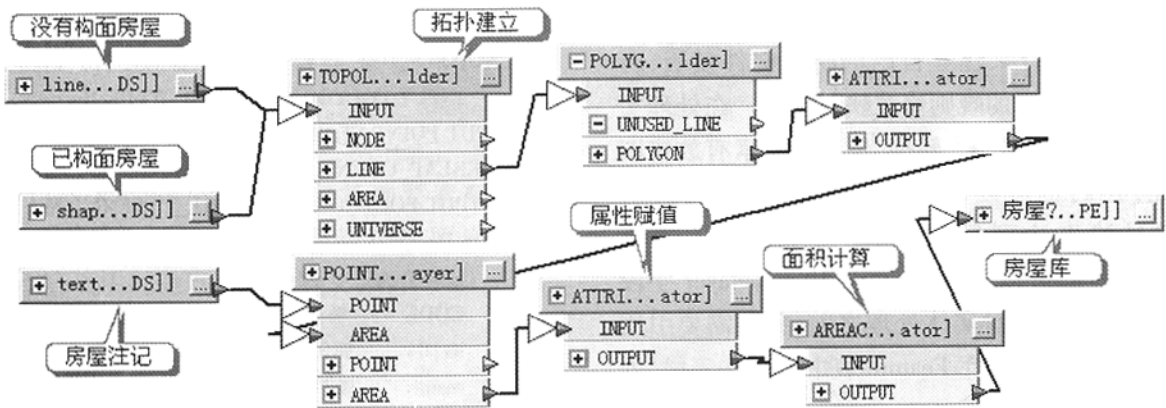 没有构面房屋
line...DS]] ...
已构面房屋
shap...DS]] ...
text...DS]] ...
房屋注记
拓扑建立
TOPOL...lder] ...
INPUT
NODE
LINE
AREA
UNIVERSE
POLYG...lder] ...
INPUT
UNUSED_LINE
POLYGON
ATTRI...ator] ...
INPUT
OUTPUT
POINT...ayer] ...
POINT
AREA
POINT
AREA
属性赋值
ATTRI...ator] ...
INPUT
OUTPUT
面积计算
AREAC...ator] ...
INPUT
OUTPUT
房屋?..PE]] ...
房屋库